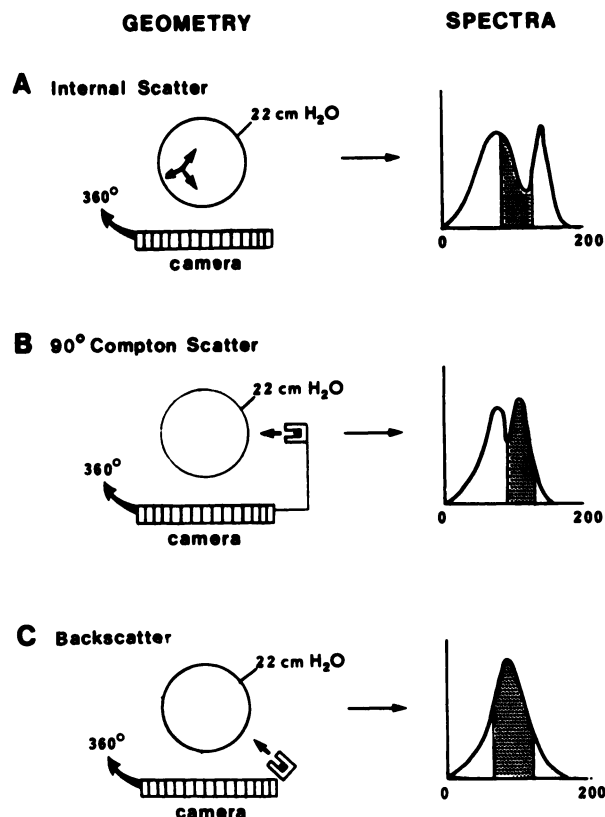 GEOMETRY SPECTRA
A Internal Scatter
22 cm H₂O
360°
camera
0 200
B 90° Compton Scatter
22 cm H₂O
360°
camera
0 200
C Backscatter
22 cm H₂O
360°
camera
0 200